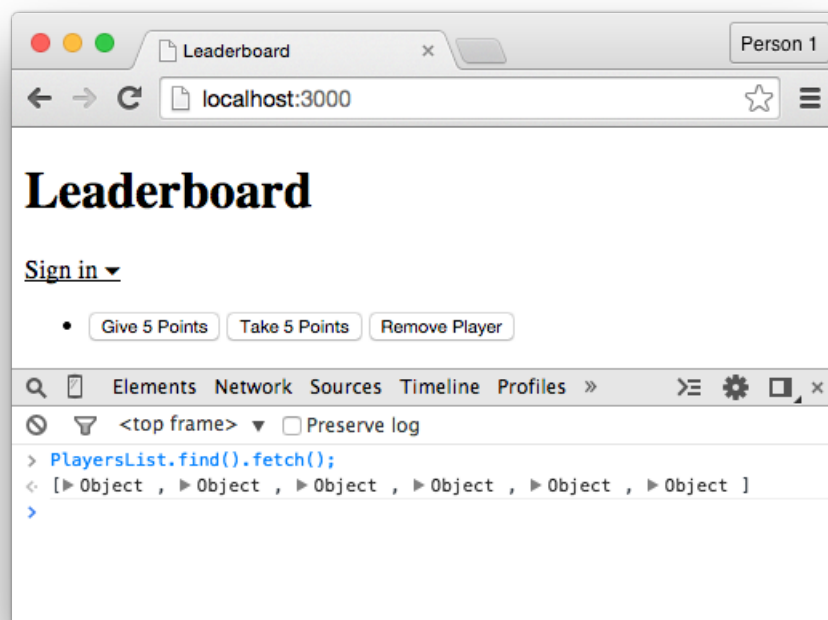 Leaderboard
Person 1
localhost:3000
Leaderboard
Sign in
Give 5 Points Take 5 Points Remove Player
Elements Network Sources Timeline Profiles »
<top frame> Preserve log
> PlayersList.find().fetch();
[Object , Object , Object , Object , Object , Object ]
>